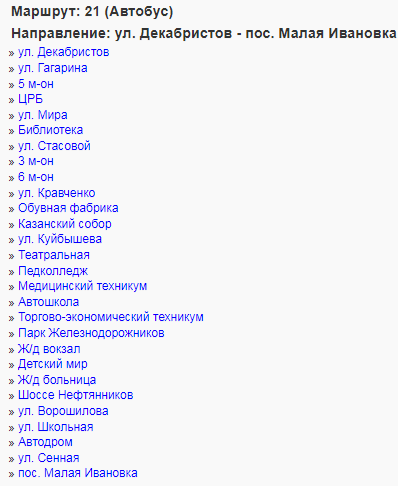 Маршрут: 21 (Автобус)
Направление: ул. Декабристов - пос. Малая Ивановка
» ул. Декабристов
» ул. Гагарина
» 5 м-он
» ЦРБ
» ул. Мира
» Библиотека
» ул. Стасовой
» 3 м-он
» 6 м-он
» ул. Кравченко
» Обувная фабрика
» Казанский собор
» ул. Куйбышева
» Театральная
» Педколледж
» Медицинский техникум
» Автошкола
» Торгово-экономический техникум
» Парк Железнодорожников
» Ж/д вокзал
» Детский мир
» Ж/д больница
» Шоссе Нефтянников
» ул. Ворошилова
» ул. Школьная
» Автодром
» ул. Сенная
» пос. Малая Ивановка